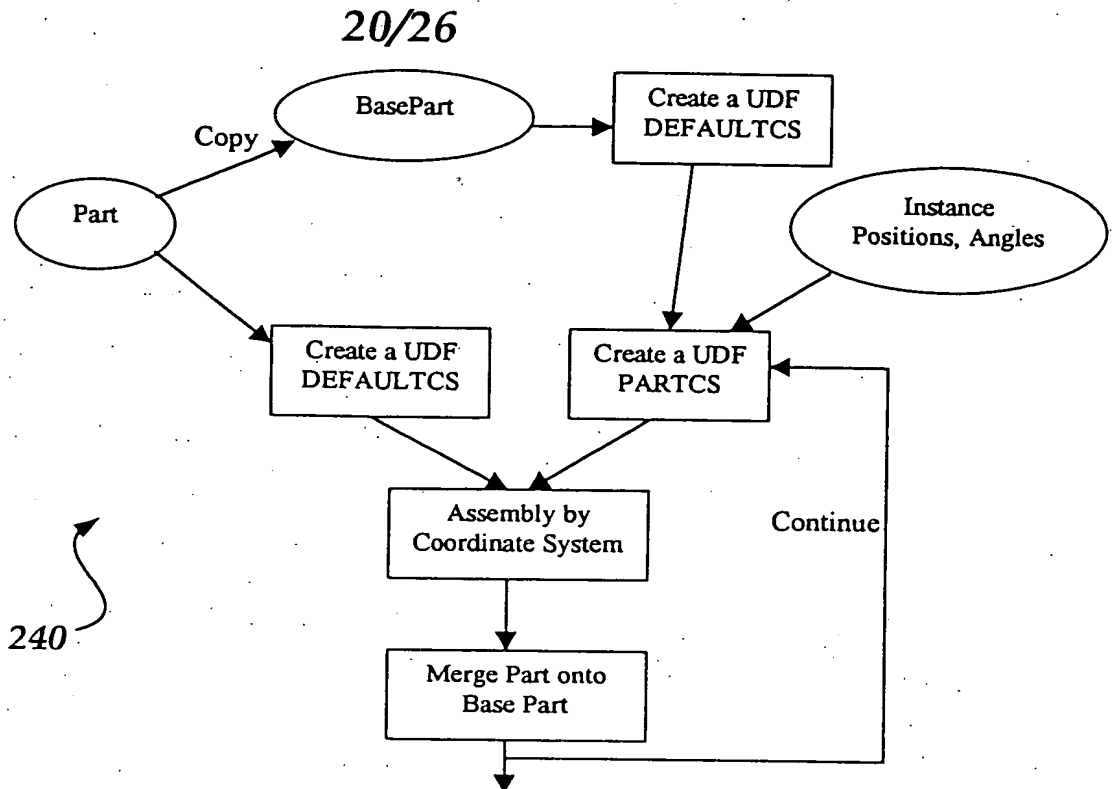 20/26
BasePart
Create a UDF
DEFAULTCS
Copy
Part
Instance
Positions, Angles
Create a UDF
DEFAULTCS
Create a UDF
PARTCS
Assembly by
Coordinate System
Continue
240
Merge Part onto
Base Part